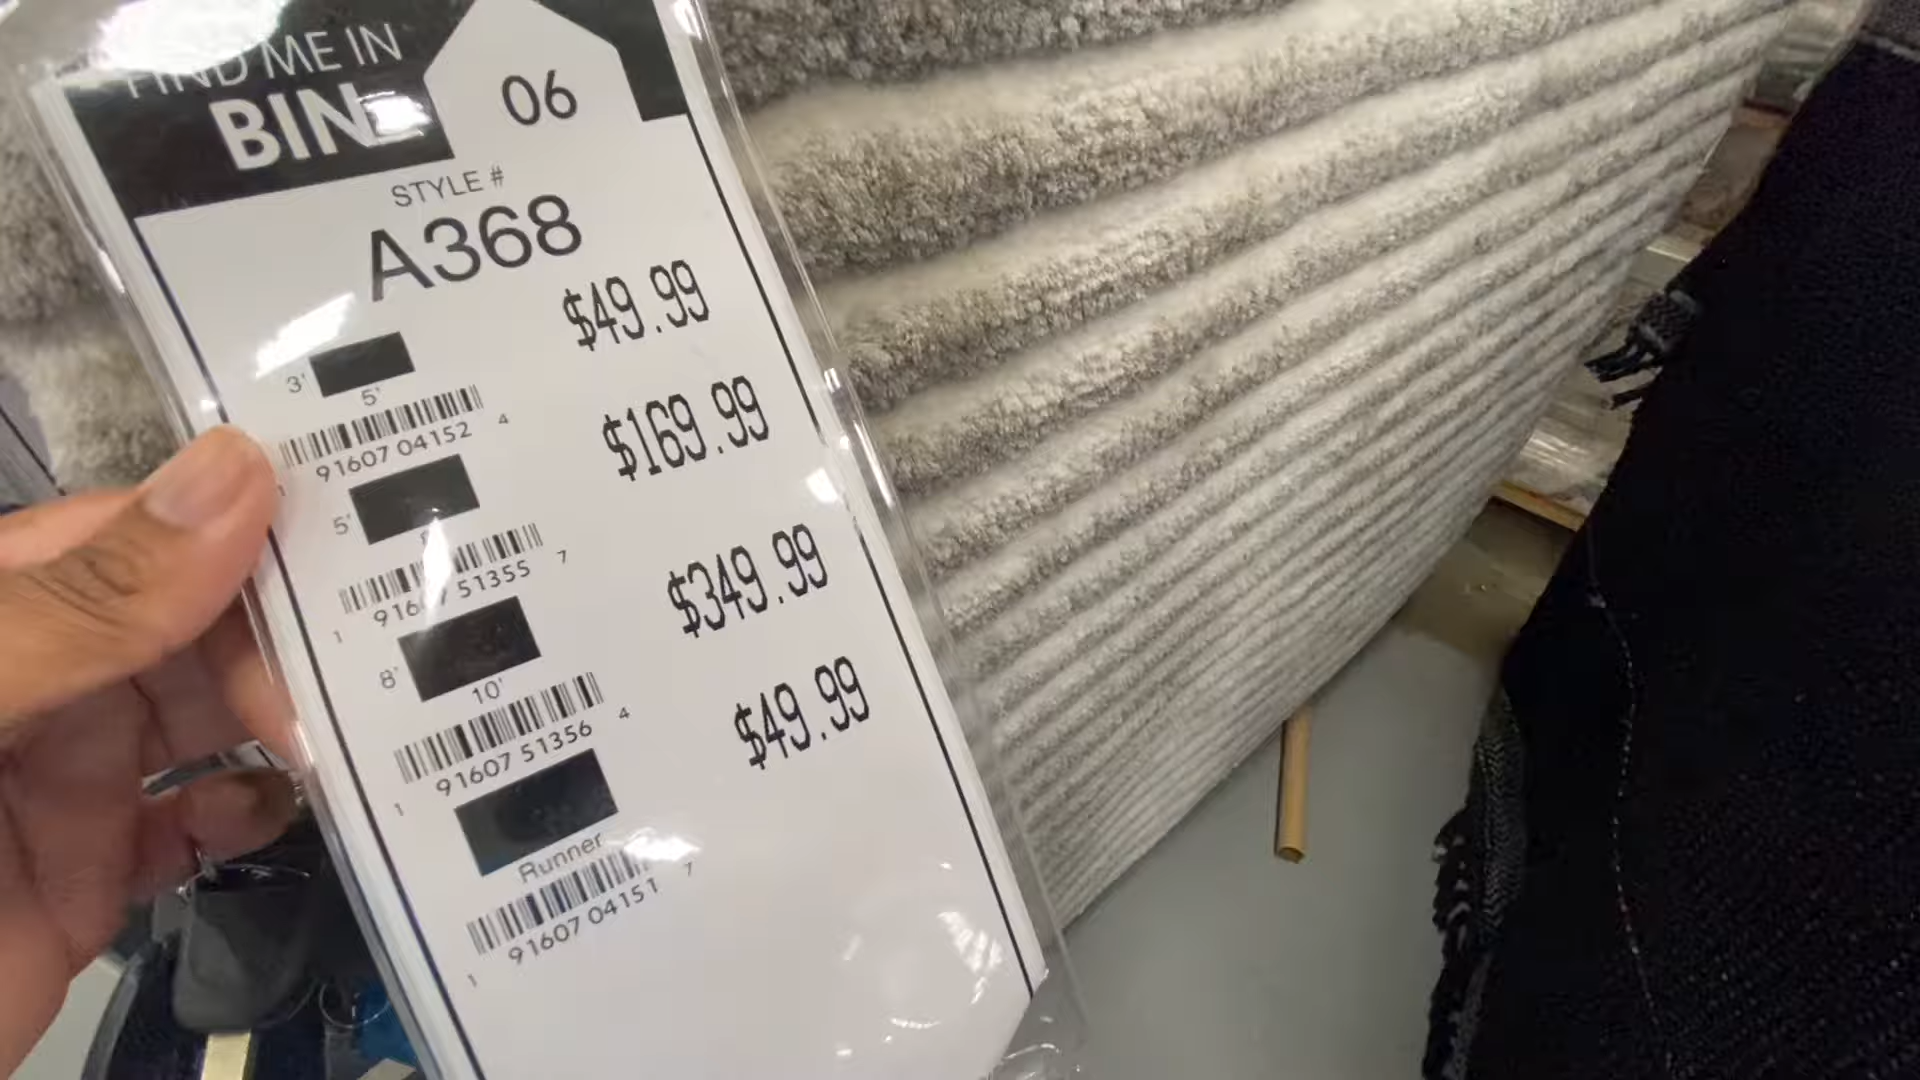 FIND ME IN
BIN
06
STYLE #
A368
$49.99
3'
5'
91607 04152 4
$169.99
5'
1 51355 7
$349.99
8'
10'
1 91607 51356 4
$49.99
Runner
1 91607 04151 7